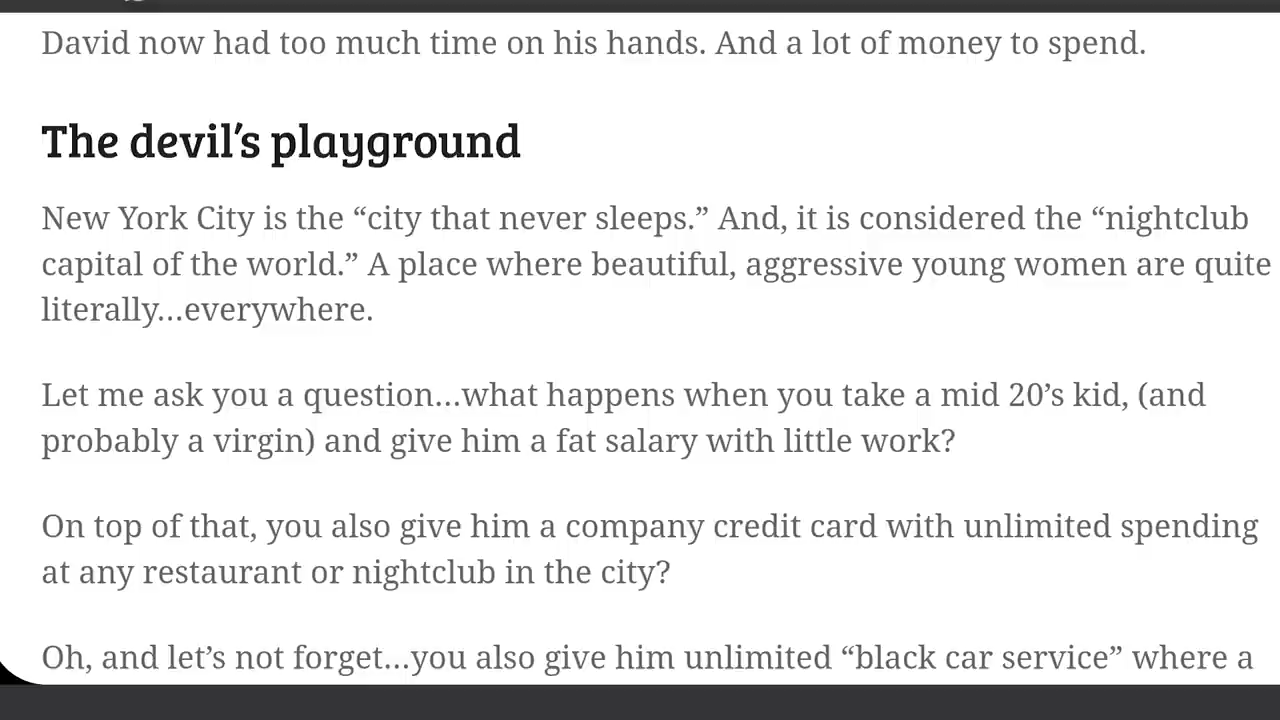 David now had too much time on his hands. And a lot of money to spend.
The devil’s playground
New York City is the “city that never sleeps.” And, it is considered the “nightclub
capital of the world.” A place where beautiful, aggressive young women are quite
literally...everywhere.
Let me ask you a question...what happens when you take a mid 20’s kid, (and
probably a virgin) and give him a fat salary with little work?
On top of that, you also give him a company credit card with unlimited spending
at any restaurant or nightclub in the city?
Oh, and let’s not forget...you also give him unlimited “black car service” where a